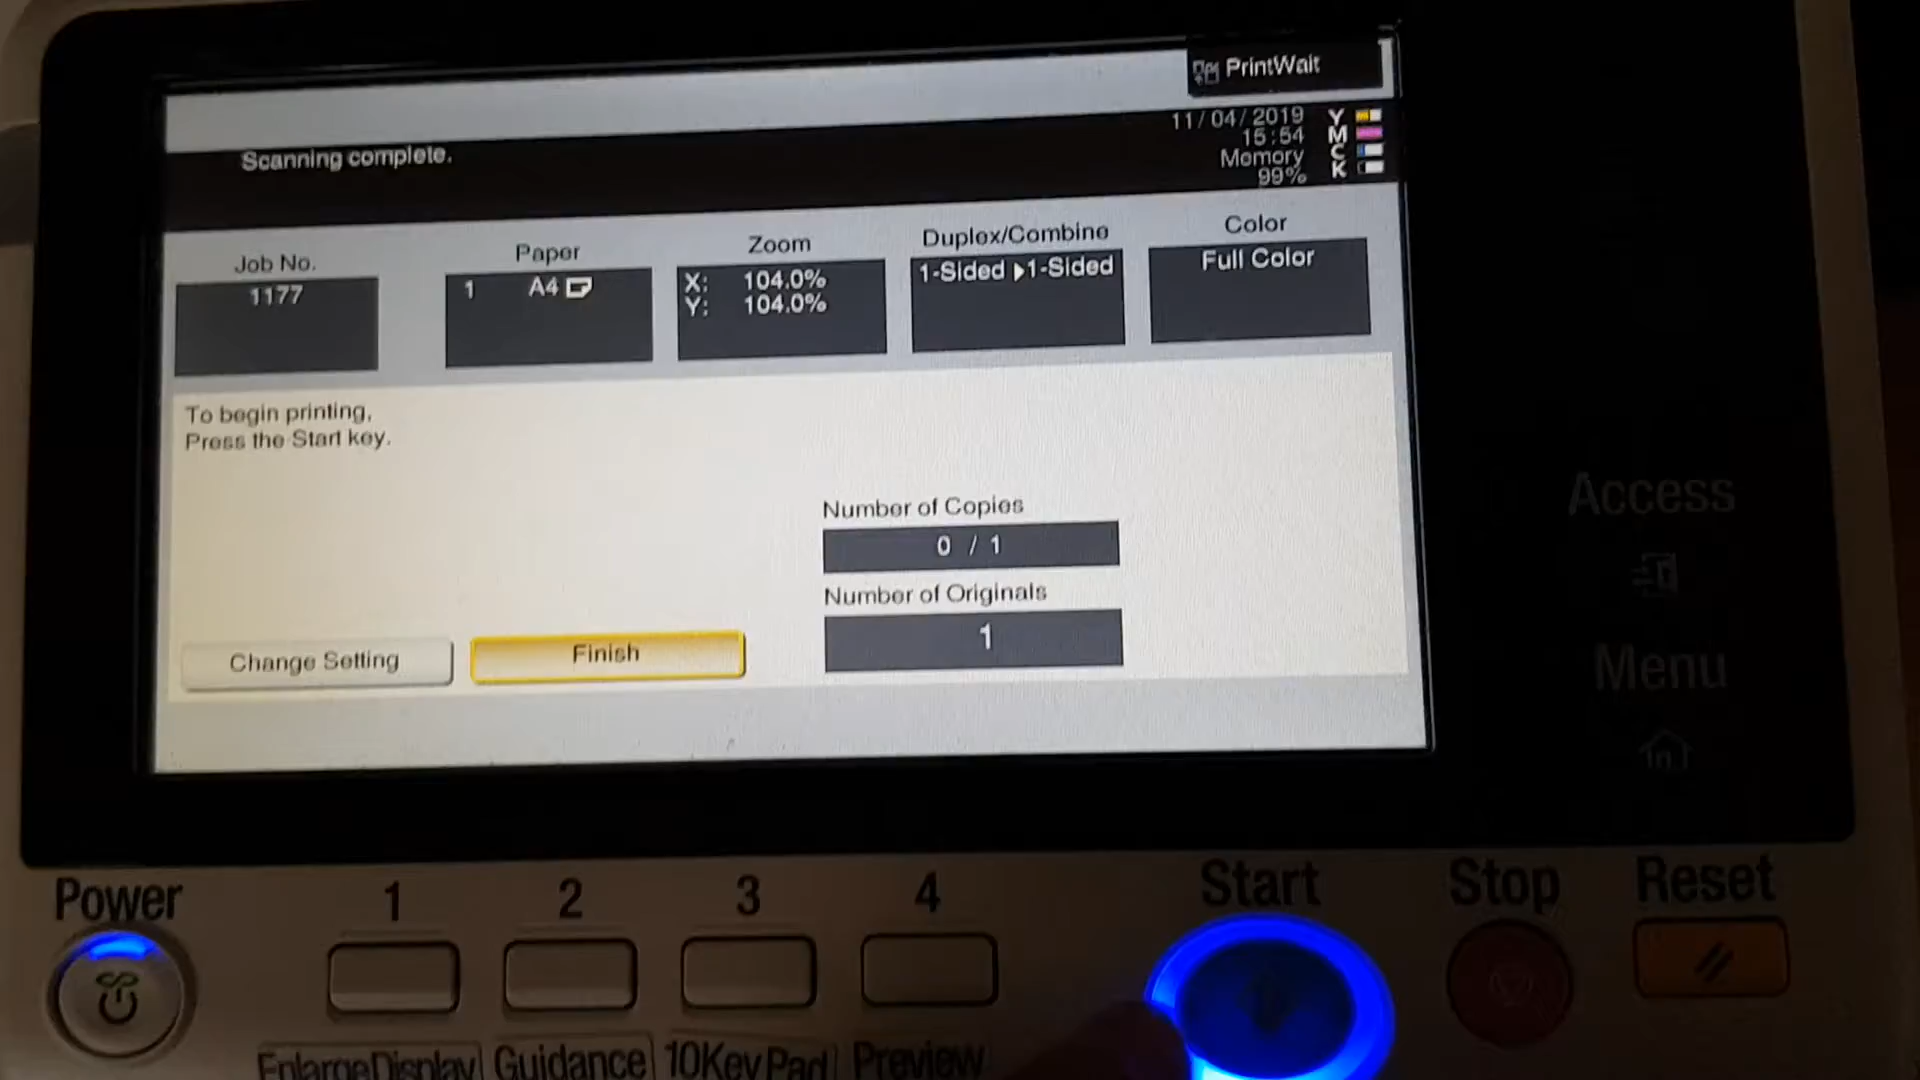 PrintWait
Scanning complete.
11/04/2019
15:54
Memory
99%
Y
M
C
K
Job No.
1177
Paper
1 A4
Zoom
X: 104.0%
Y: 104.0%
Duplex/Combine
1-Sided ▶1-Sided
Color
Full Color
To begin printing,
Press the Start key.
Number of Copies
0 / 1
Number of Originals
1
Change Setting
Finish
Access
Menu
Power
1
2
3
4
Start
Stop
Reset
EnlargeDisplay
Guidance
10KeyPad
Preview